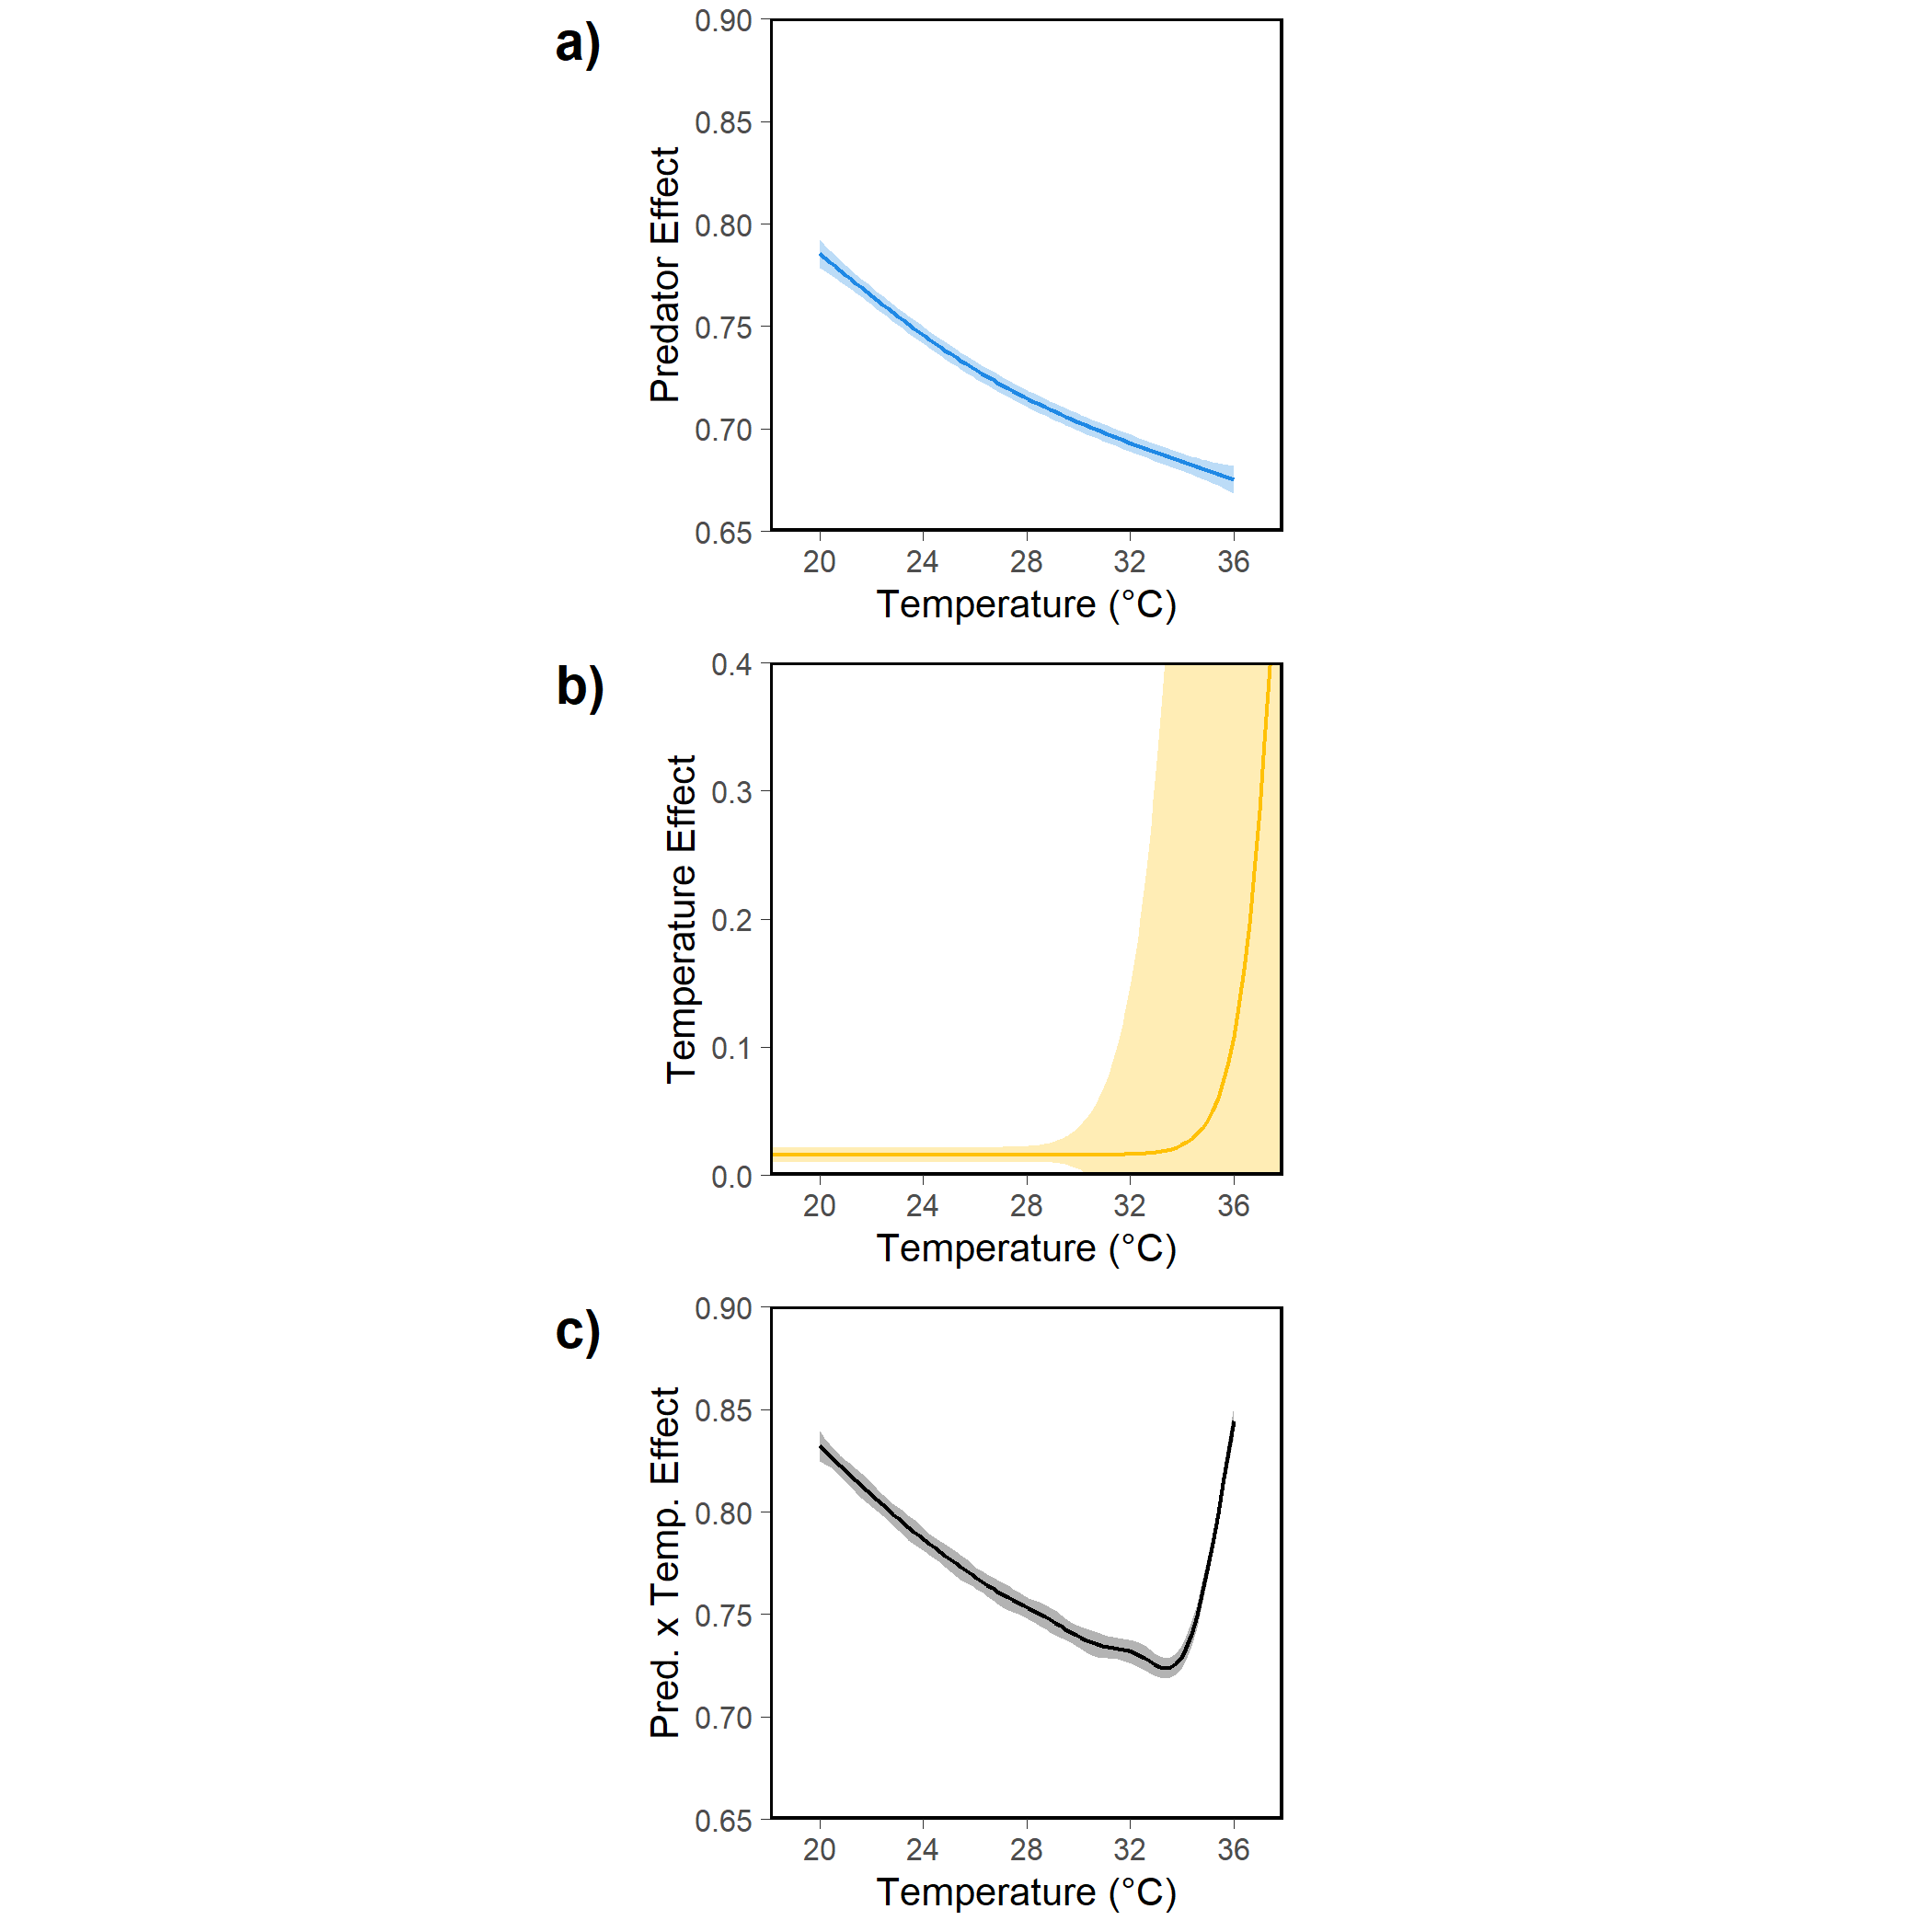 a)
0.90
0.85
0.80
0.75
0.70
0.65
Predator Effect
20 24 28 32 36
Temperature (°C)
b)
0.4
0.3
0.2
0.1
0.0
Temperature Effect
20 24 28 32 36
Temperature (°C)
c)
0.90
0.85
0.80
0.75
0.70
0.65
Pred. x Temp. Effect
20 24 28 32 36
Temperature (°C)